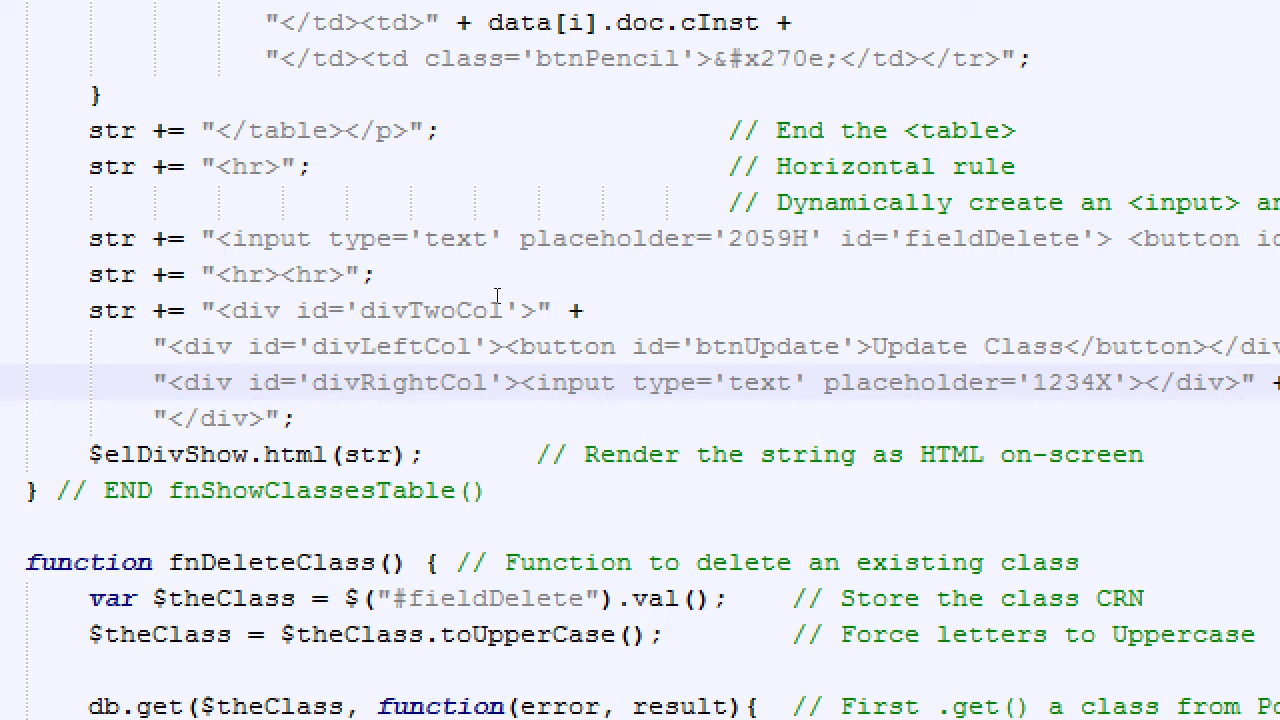 "</td><td>" + data[i].doc.cInst +
"</td><td class='btnPencil'>&#x270e;</td></tr>";
}
str += "</table></p>"; // End the <table>
str += "<hr>"; // Horizontal rule
// Dynamically create an <input> an
str += "<input type='text' placeholder='2059H' id='fieldDelete'> <button id
str += "<hr><hr>";
str += "<div id='divTwoCol'>" +
"<div id='divLeftCol'><button id='btnUpdate'>Update Class</button></div
"<div id='divRightCol'><input type='text' placeholder='1234X'></div>" +
"</div>";
$elDivShow.html(str); // Render the string as HTML on-screen
} // END fnShowClassesTable()
function fnDeleteClass() { // Function to delete an existing class
var $theClass = $("#fieldDelete").val(); // Store the class CRN
$theClass = $theClass.toUpperCase(); // Force letters to Uppercase
db.get($theClass, function(error, result){ // First .get() a class from Po